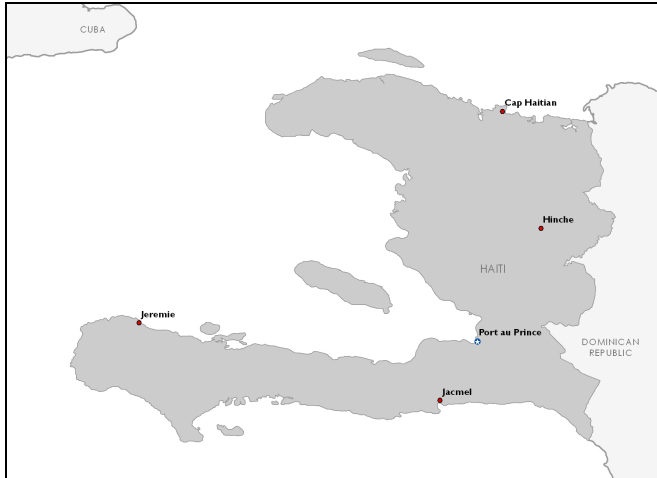 CUBA
Cap Haitian
Hinche
HAITI
Jeremie
Port au Prince
DOMINICAN
REPUBLIC
Jacmel